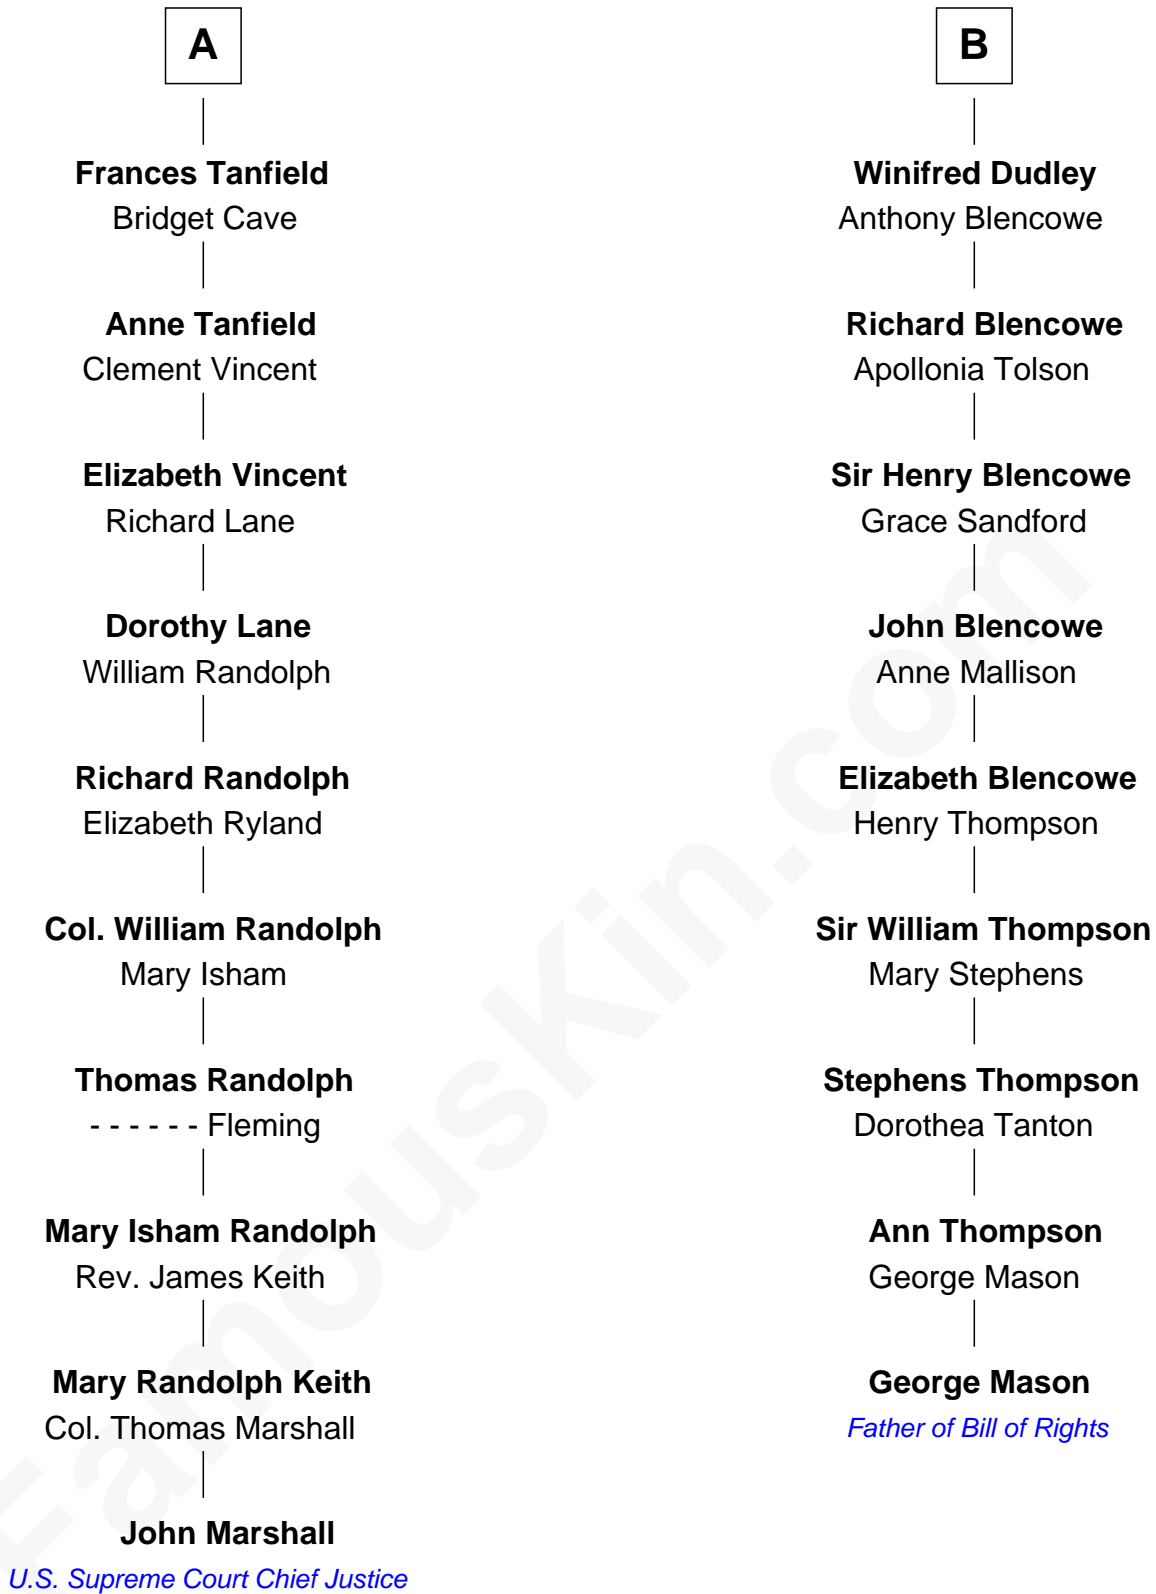 A
Frances Tanfield
Bridget Cave
Anne Tanfield
Clement Vincent
Elizabeth Vincent
Richard Lane
Dorothy Lane
William Randolph
Richard Randolph
Elizabeth Ryland
Col. William Randolph
Mary Isham
Thomas Randolph
- - - - - - Fleming
Mary Isham Randolph
Rev. James Keith
Mary Randolph Keith
Col. Thomas Marshall
John Marshall
U.S. Supreme Court Chief Justice
B
Winifred Dudley
Anthony Blencowe
Richard Blencowe
Apollonia Tolson
Sir Henry Blencowe
Grace Sandford
John Blencowe
Anne Mallison
Elizabeth Blencowe
Henry Thompson
Sir William Thompson
Mary Stephens
Stephens Thompson
Dorothea Tanton
Ann Thompson
George Mason
George Mason
Father of Bill of Rights
FamousKin.com